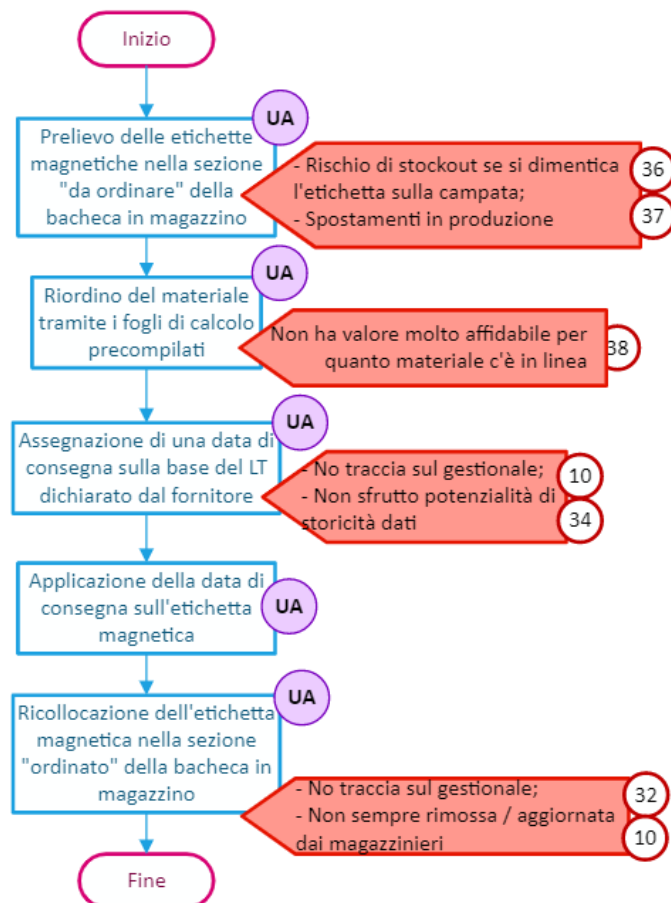 Inizio
UA
Prelievo delle etichette
magnetiche nella sezione
"da ordinare" della
bacheca in magazzino
- Rischio di stockout se si dimentica
l'etichetta sulla campata;
- Spostamenti in produzione
36
37
UA
Riordino del materiale
tramite i fogli di calcolo
precompilati
Non ha valore molto affidabile per
quanto materiale c'è in linea
38
UA
Assegnazione di una data di
consegna sulla base del LT
dichiarato dal fornitore
- No traccia sul gestionale;
- Non sfrutto potenzialità di
storicità dati
10
34
Applicazione della data di
consegna sull'etichetta
magnetica
UA
UA
Ricollocazione dell'etichetta
magnetica nella sezione
"ordinato" della bacheca in
magazzino
- No traccia sul gestionale;
- Non sempre rimossa / aggiornata
dai magazzinieri
32
10
Fine